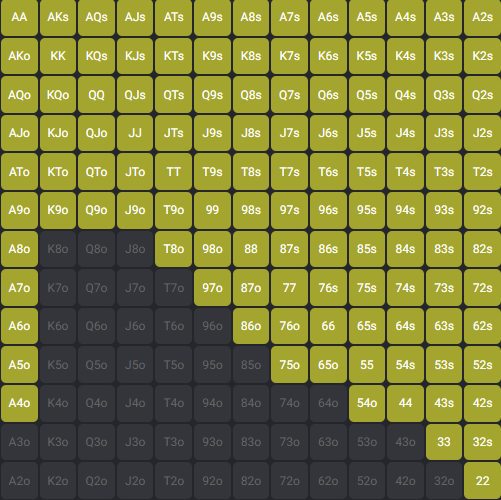 AA AKs AQs AJs ATs A9s A8s A7s A6s A5s A4s A3s A2s
AKo KK KQs KJs KTs K9s K8s K7s K6s K5s K4s K3s K2s
AQo KQo QQ QJs QTs Q9s Q8s Q7s Q6s Q5s Q4s Q3s Q2s
AJo KJo QJo JJ JTs J9s J8s J7s J6s J5s J4s J3s J2s
ATo KTo QTo JTo TT T9s T8s T7s T6s T5s T4s T3s T2s
A9o K9o Q9o J9o T9o 99 98s 97s 96s 95s 94s 93s 92s
A8o K8o Q8o J8o T8o 98o 88 87s 86s 85s 84s 83s 82s
A7o K7o Q7o J7o T7o 97o 87o 77 76s 75s 74s 73s 72s
A6o K6o Q6o J6o T6o 96o 86o 76o 66 65s 64s 63s 62s
A5o K5o Q5o J5o T5o 95o 85o 75o 65o 55 54s 53s 52s
A4o K4o Q4o J4o T4o 94o 84o 74o 64o 54o 44 43s 42s
A3o K3o Q3o J3o T3o 93o 83o 73o 63o 53o 43o 33 32s
A2o K2o Q2o J2o T2o 92o 82o 72o 62o 52o 42o 32o 22